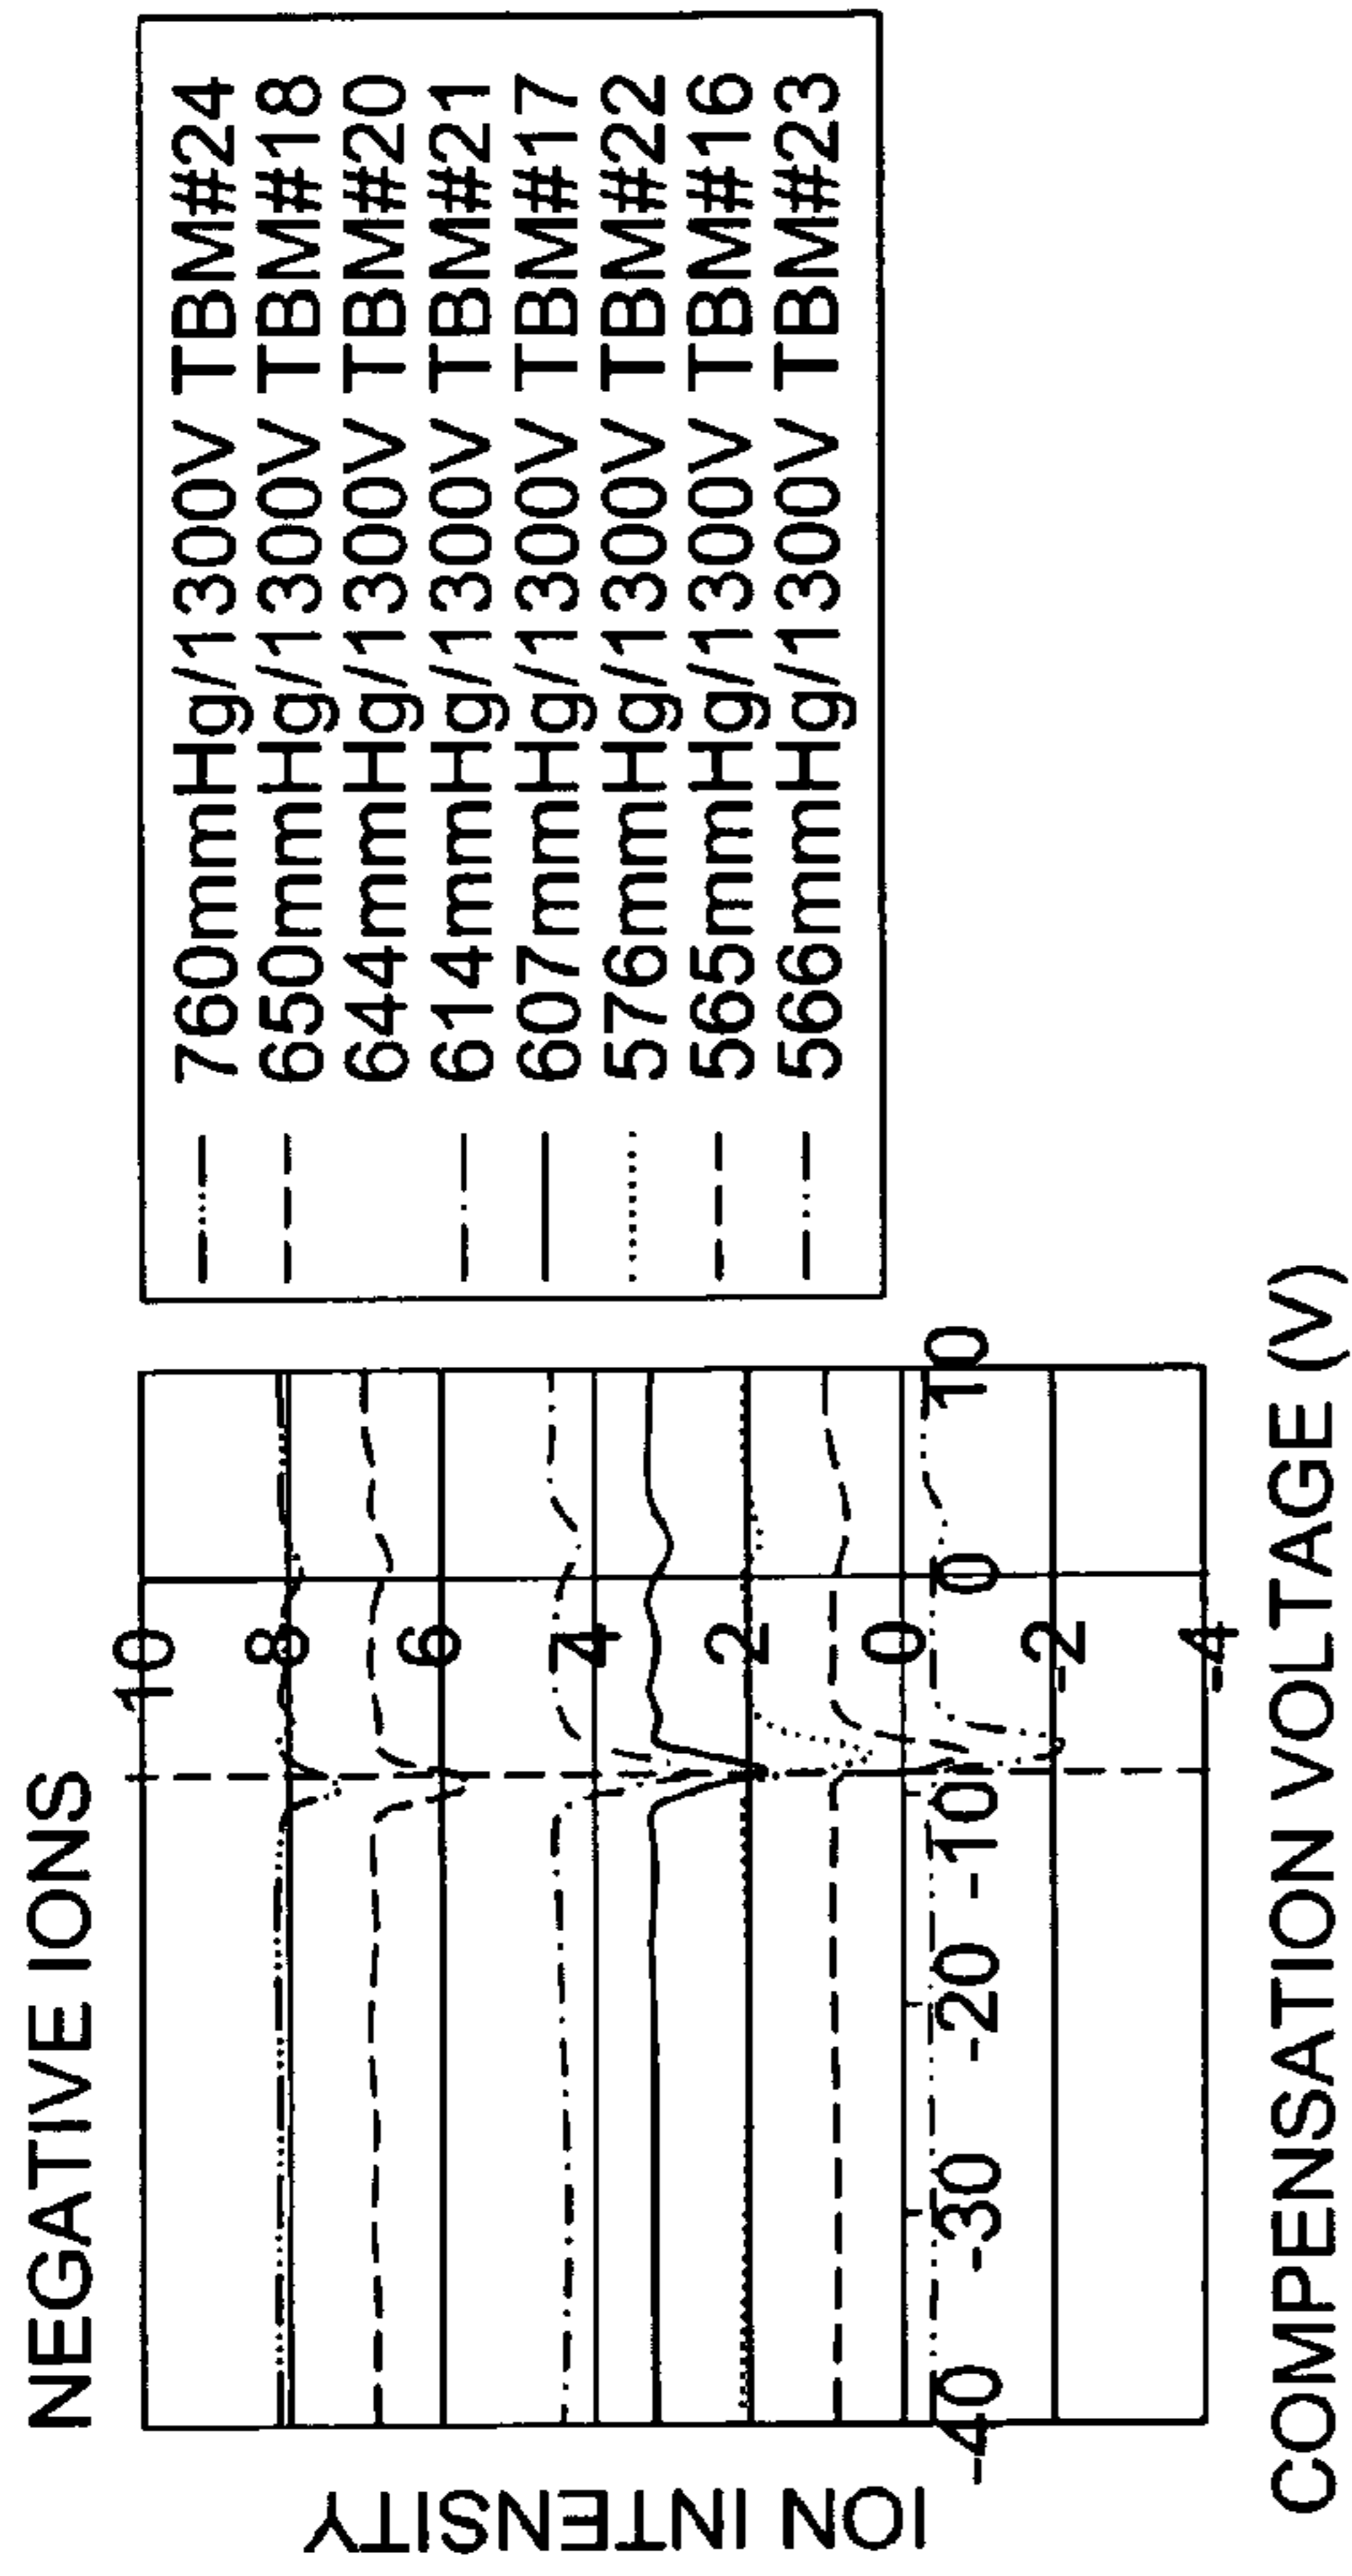 NEGATIVE IONS
ION INTENSITY
10
8
6
4
2
0
-2
-4
-40 -30 -20 -10 0 10
COMPENSATION VOLTAGE (V)
760mmHg/1300V TBM#24
650mmHg/1300V TBM#18
644mmHg/1300V TBM#20
614mmHg/1300V TBM#21
607mmHg/1300V TBM#17
576mmHg/1300V TBM#22
565mmHg/1300V TBM#16
566mmHg/1300V TBM#23